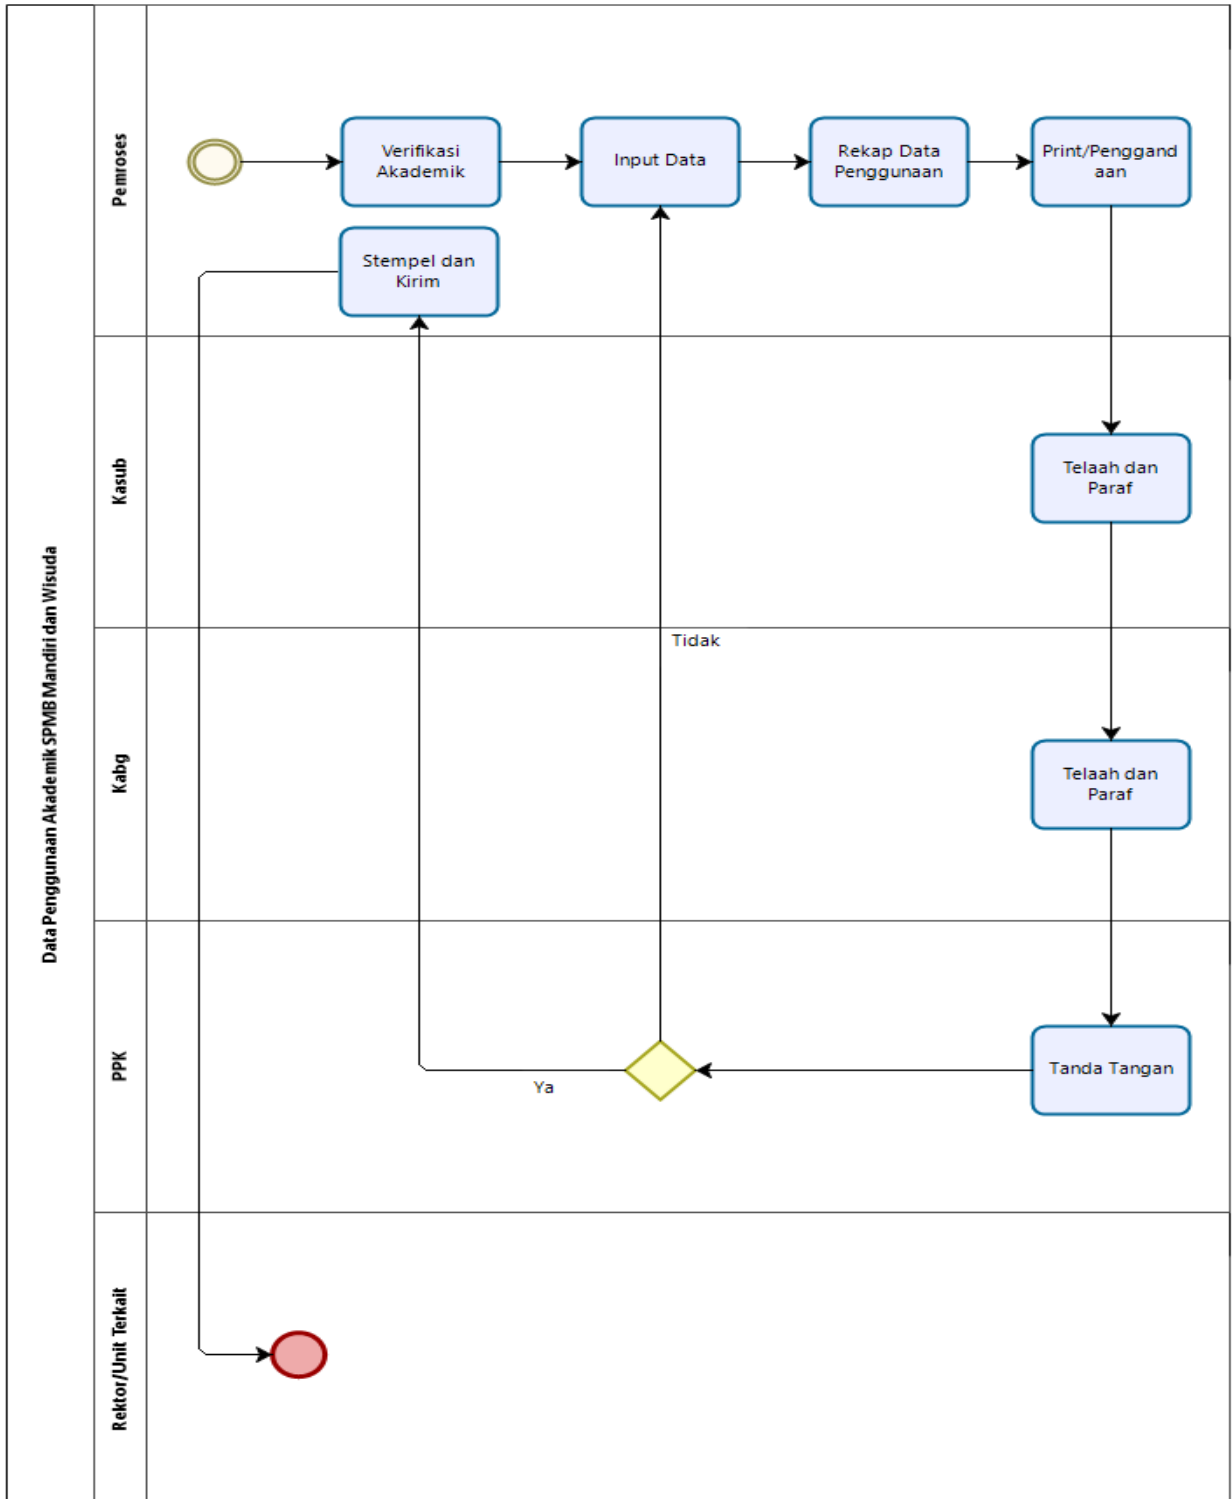 Data Penggunaan Akademik SPMB Mandiri dan Wisuda
Pemroses
Verifikasi
Akademik
Input Data
Rekap Data
Penggunaan
Print/Penggand
aan
Stempel dan
Kirim
Kasub
Telaah dan
Paraf
Tidak
Kabg
Telaah dan
Paraf
PPK
Ya
Tanda Tangan
Rektor/Unit Terkait